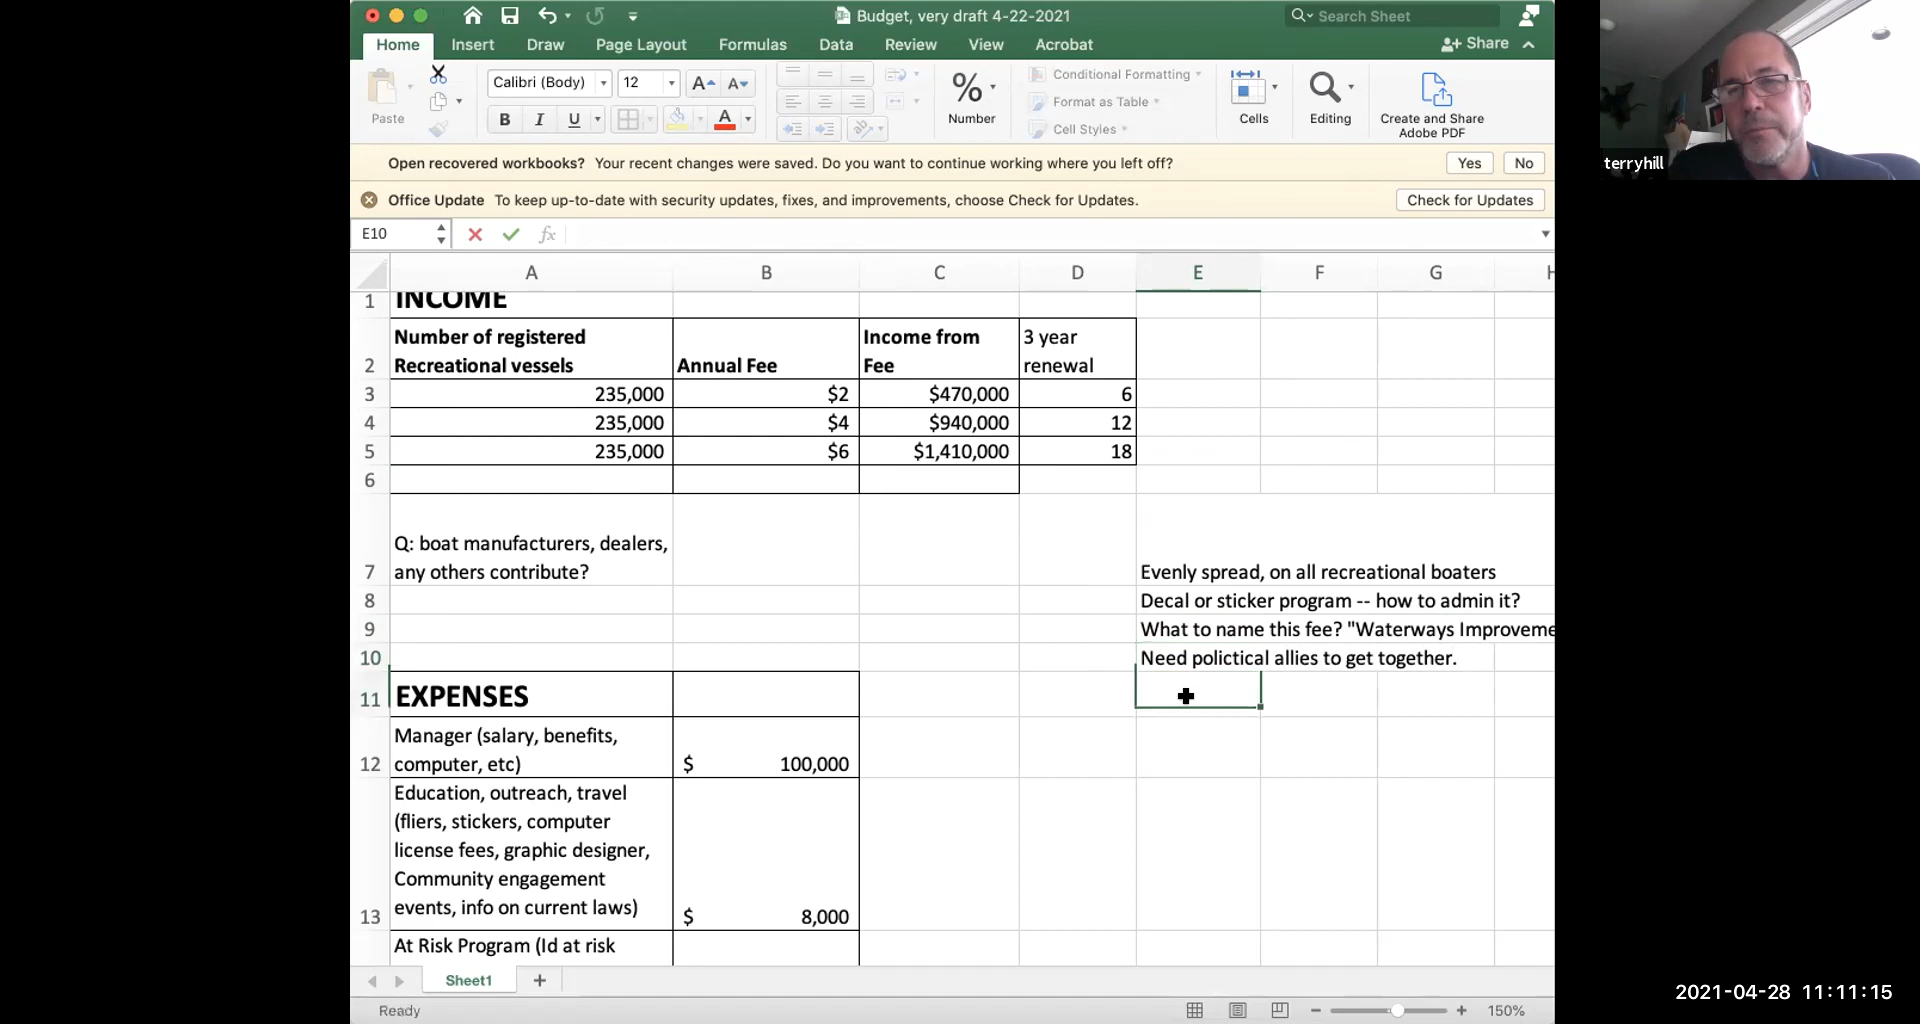 Budget, very draft 4-22-2021
Search Sheet
Home Insert Draw Page Layout Formulas Data Review View Acrobat Share
Paste
Calibri (Body) 12
B I U A
% Number
Conditional Formatting
Format as Table
Cell Styles
Cells
Editing
Create and Share
Adobe PDF
Open recovered workbooks? Your recent changes were saved. Do you want to continue working where you left off? Yes No
Office Update To keep up-to-date with security updates, fixes, and improvements, choose Check for Updates. Check for Updates
E10 fx
A B C D E F G H
1 INCOME
Number of registered Income from 3 year
2 Recreational vessels Annual Fee Fee renewal
3 235,000 $2 $470,000 6
4 235,000 $4 $940,000 12
5 235,000 $6 $1,410,000 18
6
Q: boat manufacturers, dealers,
7 any others contribute? Evenly spread, on all recreational boaters
8 Decal or sticker program -- how to admin it?
9 What to name this fee? "Waterways Improveme
10 Need polictical allies to get together.
11 EXPENSES
Manager (salary, benefits,
12 computer, etc) $ 100,000
Education, outreach, travel
(fliers, stickers, computer
license fees, graphic designer,
Community engagement
13 events, info on current laws) $ 8,000
At Risk Program (Id at risk
Sheet1 +
Ready 150%
terryhill
2021-04-28 11:11:15